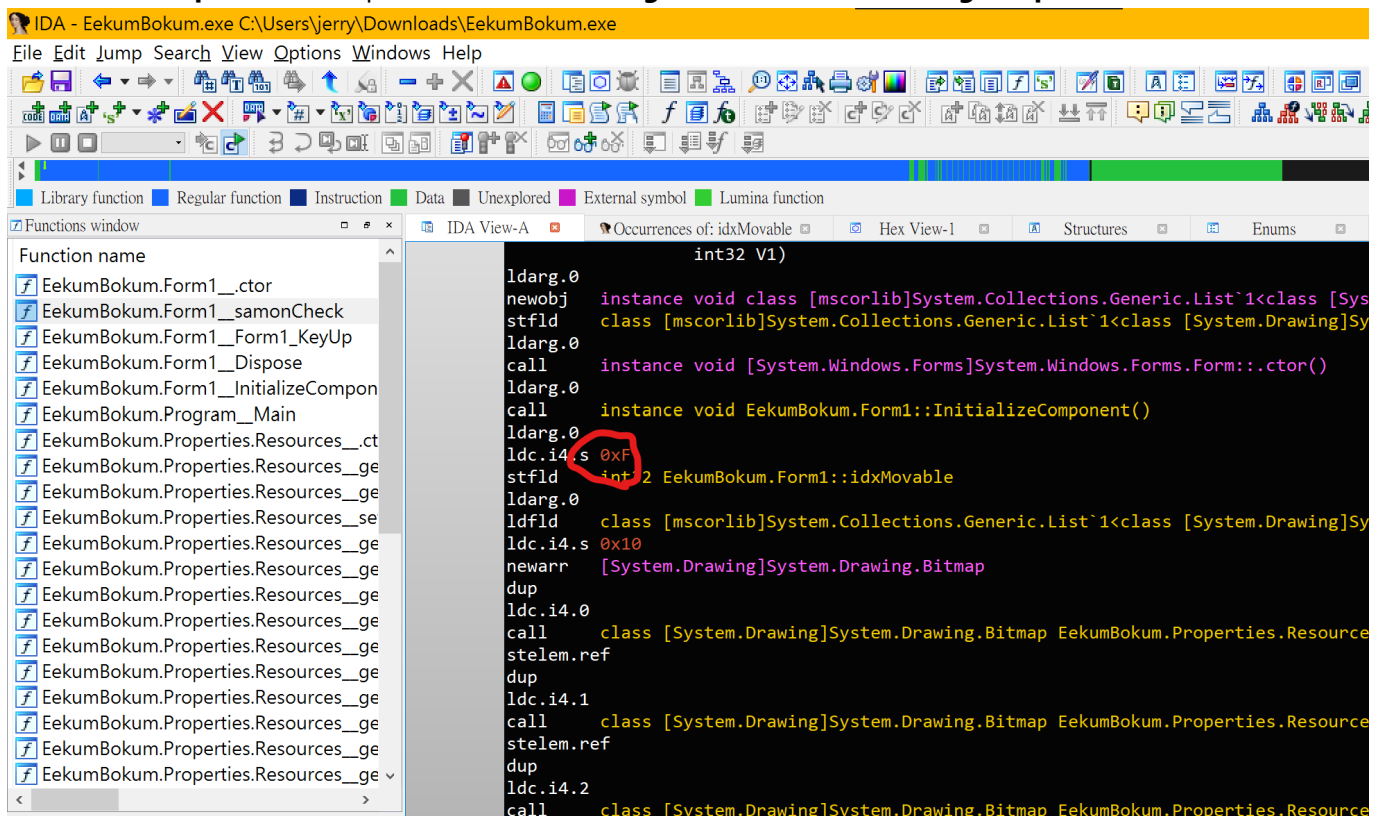 IDA - EekumBokum.exe C:\Users\jerry\Downloads\EekumBokum.exe
File Edit Jump Search View Options Windows Help
Library function Regular function Instruction Data Unexplored External symbol Lumina function
Functions window
IDA View-A Occurrences of: idxMovable Hex View-1 Structures Enums
Function name
EekumBokum.Form1__.ctor
EekumBokum.Form1__samonCheck
EekumBokum.Form1__Form1_KeyUp
EekumBokum.Form1__Dispose
EekumBokum.Form1__InitializeCompon
EekumBokum.Program__Main
EekumBokum.Properties.Resources__.ct
EekumBokum.Properties.Resources__ge
EekumBokum.Properties.Resources__ge
EekumBokum.Properties.Resources__se
EekumBokum.Properties.Resources__ge
EekumBokum.Properties.Resources__ge
EekumBokum.Properties.Resources__ge
EekumBokum.Properties.Resources__ge
EekumBokum.Properties.Resources__ge
EekumBokum.Properties.Resources__ge
EekumBokum.Properties.Resources__ge
EekumBokum.Properties.Resources__ge
EekumBokum.Properties.Resources__ge
EekumBokum.Properties.Resources__ge
int32 V1)
ldarg.0
newobj instance void class [mscorlib]System.Collections.Generic.List`1<class [Sys
stfld class [mscorlib]System.Collections.Generic.List`1<class [System.Drawing]Sy
ldarg.0
call instance void [System.Windows.Forms]System.Windows.Forms.Form::.ctor()
ldarg.0
call instance void EekumBokum.Form1::InitializeComponent()
ldarg.0
ldc.i4.s 0xF
stfld int32 EekumBokum.Form1::idxMovable
ldarg.0
ldfld class [mscorlib]System.Collections.Generic.List`1<class [System.Drawing]Sy
ldc.i4.s 0x10
newarr [System.Drawing]System.Drawing.Bitmap
dup
ldc.i4.0
call class [System.Drawing]System.Drawing.Bitmap EekumBokum.Properties.Resource
stelem.ref
dup
ldc.i4.1
call class [System.Drawing]System.Drawing.Bitmap EekumBokum.Properties.Resource
stelem.ref
dup
ldc.i4.2
call class [System.Drawing]System.Drawing.Bitmap EekumBokum.Properties.Resource